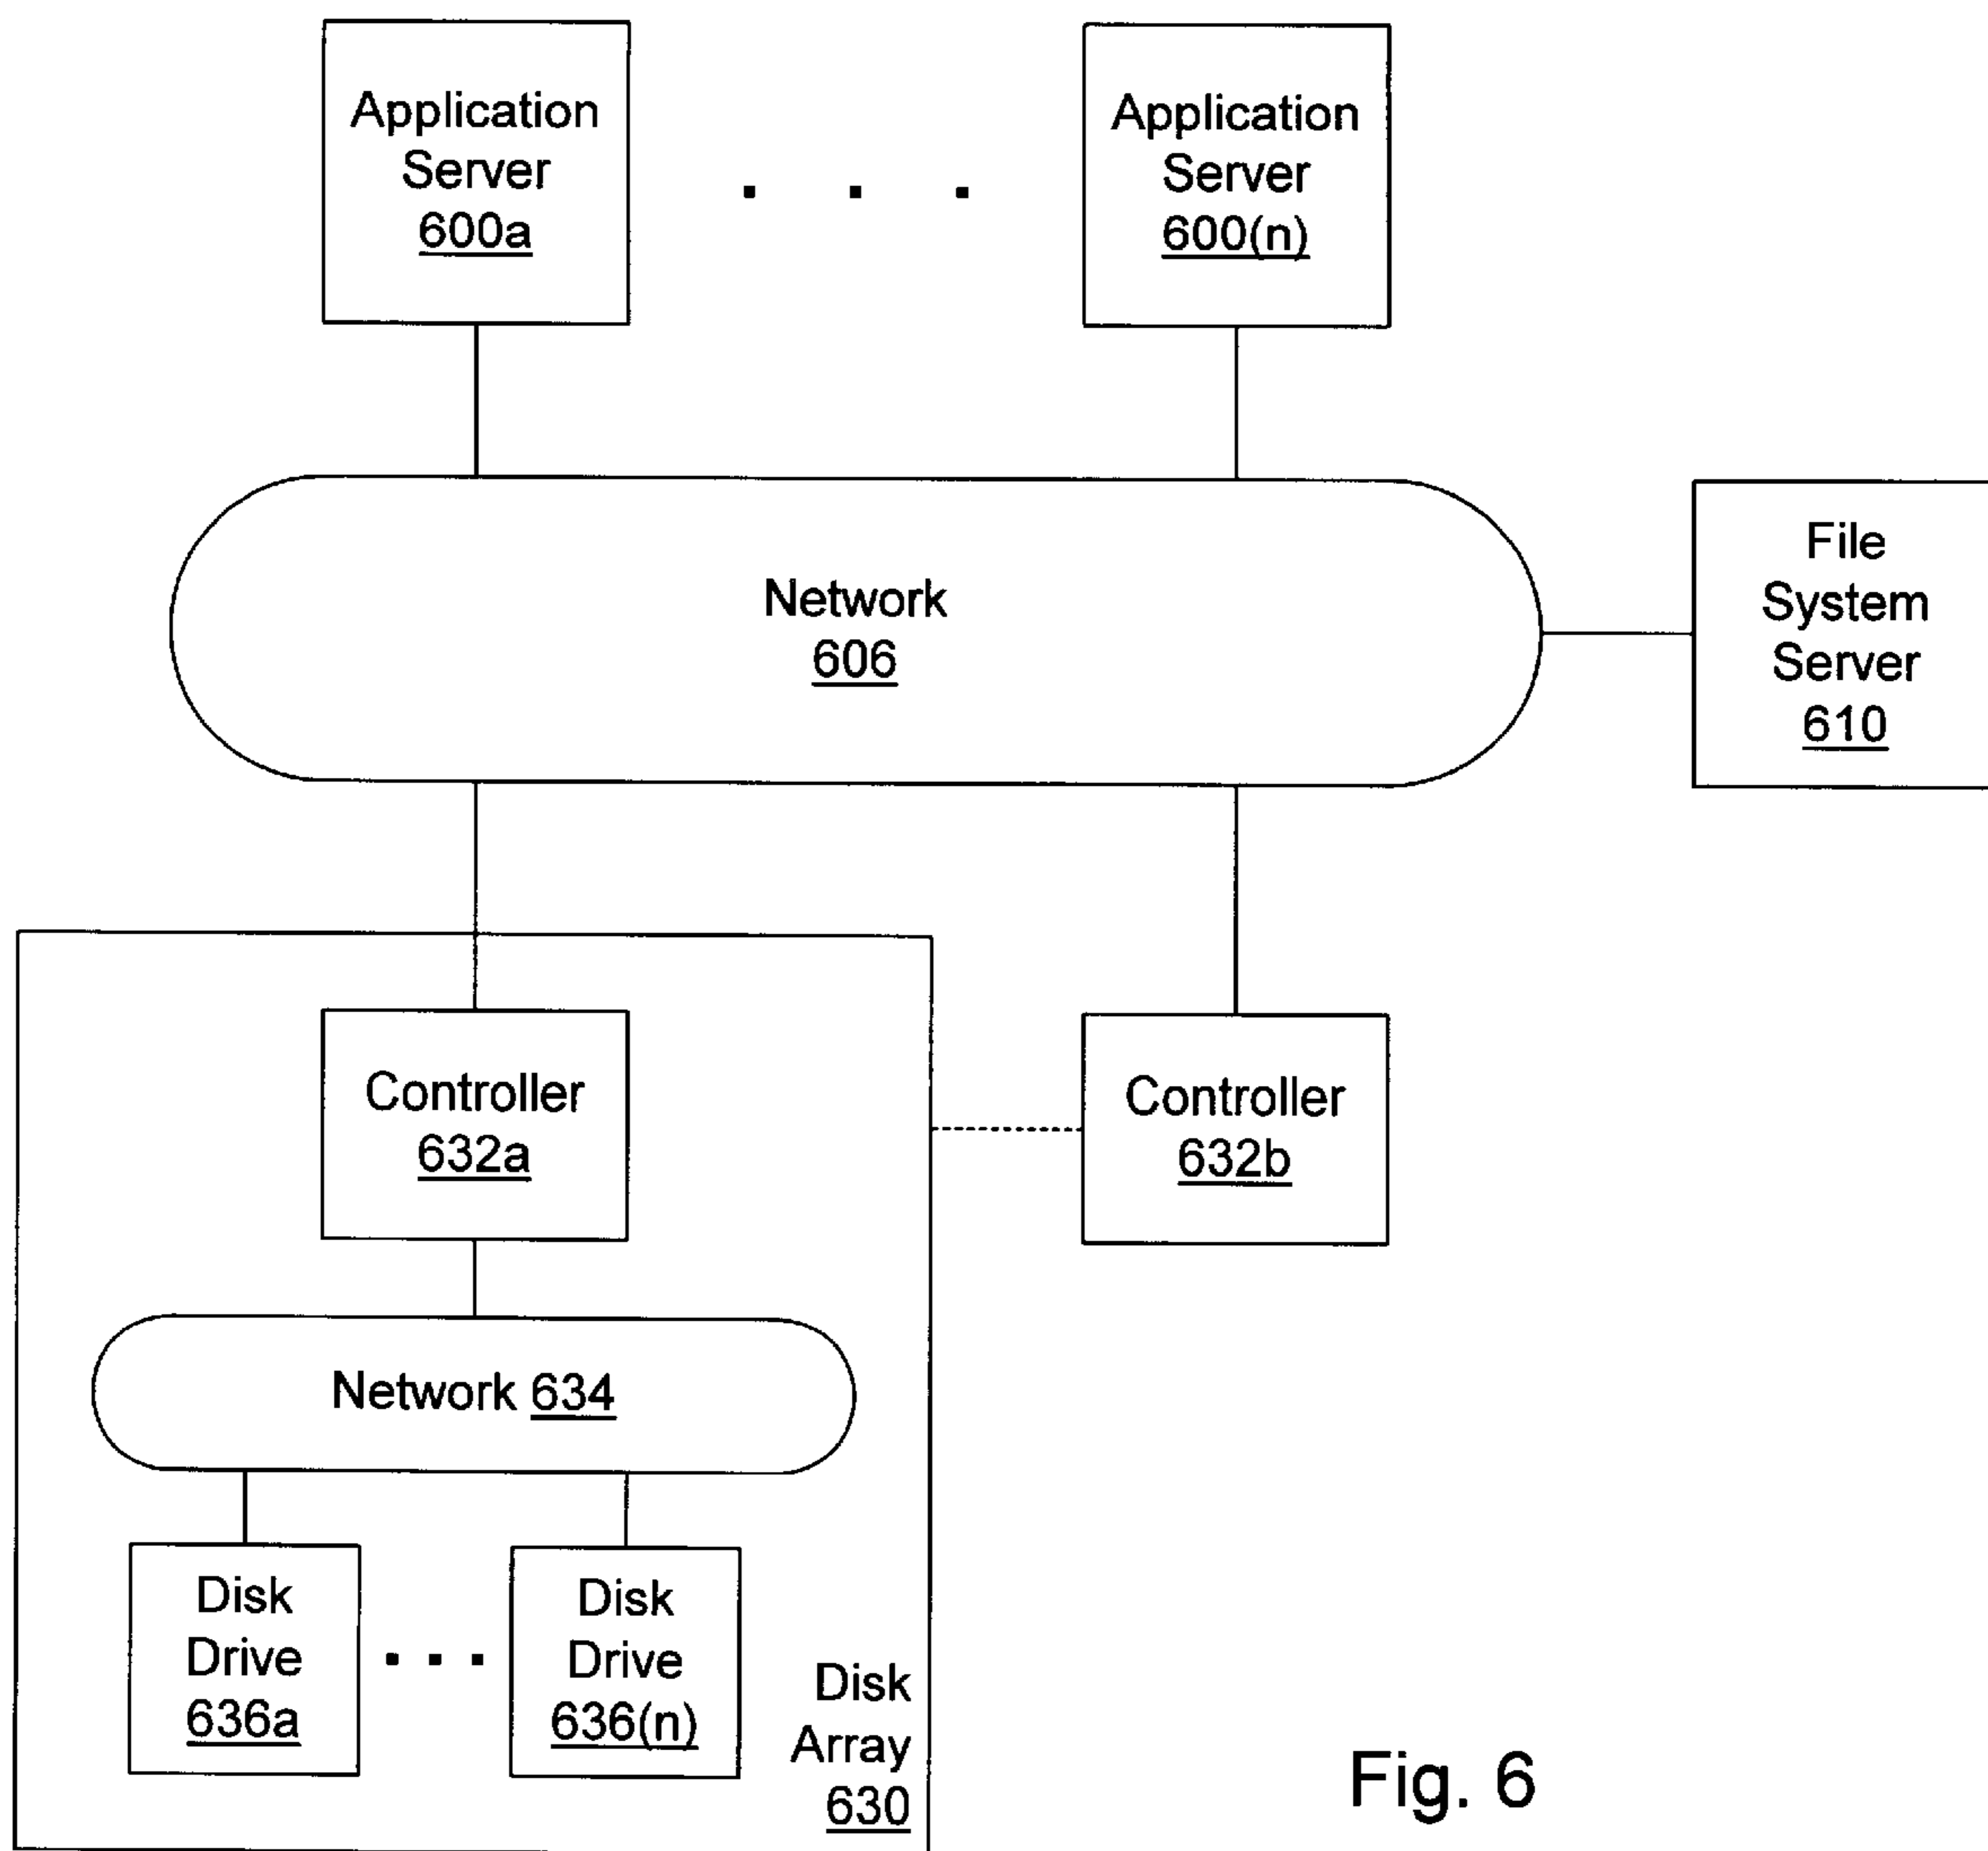 Application
Server
600a
Application
Server
600(n)
Network
606
File
System
Server
610
Controller
632a
Controller
632b
Network 634
Disk
Drive
636a
Disk
Drive
636(n)
Disk
Array
630
Fig. 6